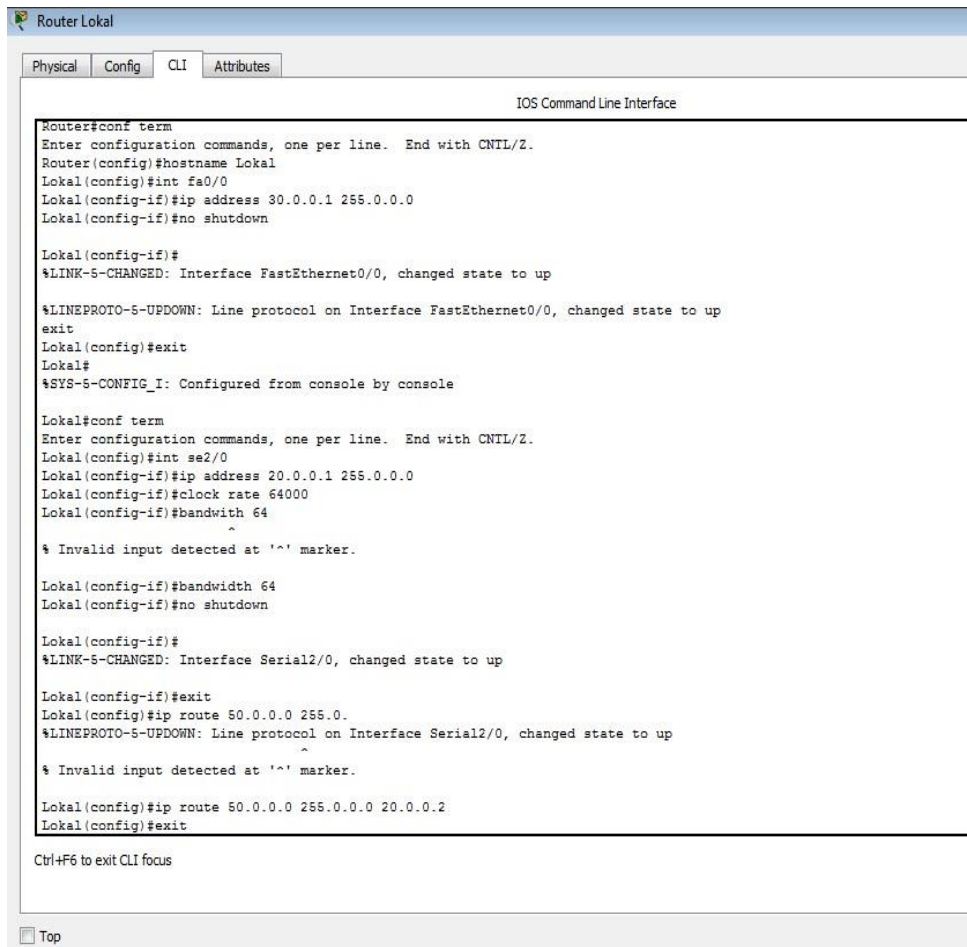 Router Lokal
Physical Config CLI Attributes
IOS Command Line Interface
Router#conf term
Enter configuration commands, one per line. End with CNTL/Z.
Router(config)#hostname Lokal
Lokal(config)#int fa0/0
Lokal(config-if)#ip address 30.0.0.1 255.0.0.0
Lokal(config-if)#no shutdown
Lokal(config-if)#
%LINK-5-CHANGED: Interface FastEthernet0/0, changed state to up
%LINEPROTO-5-UPDOWN: Line protocol on Interface FastEthernet0/0, changed state to up
exit
Lokal(config)#exit
Lokal#
%SYS-5-CONFIG_I: Configured from console by console
Lokal#conf term
Enter configuration commands, one per line. End with CNTL/Z.
Lokal(config)#int se2/0
Lokal(config-if)#ip address 20.0.0.1 255.0.0.0
Lokal(config-if)#clock rate 64000
Lokal(config-if)#bandwith 64
^
% Invalid input detected at '^' marker.
Lokal(config-if)#bandwidth 64
Lokal(config-if)#no shutdown
Lokal(config-if)#
%LINK-5-CHANGED: Interface Serial2/0, changed state to up
Lokal(config-if)#exit
Lokal(config)#ip route 50.0.0.0 255.0.
%LINEPROTO-5-UPDOWN: Line protocol on Interface Serial2/0, changed state to up
^
% Invalid input detected at '^' marker.
Lokal(config)#ip route 50.0.0.0 255.0.0.0 20.0.0.2
Lokal(config)#exit
Ctrl+F6 to exit CLI focus
Top